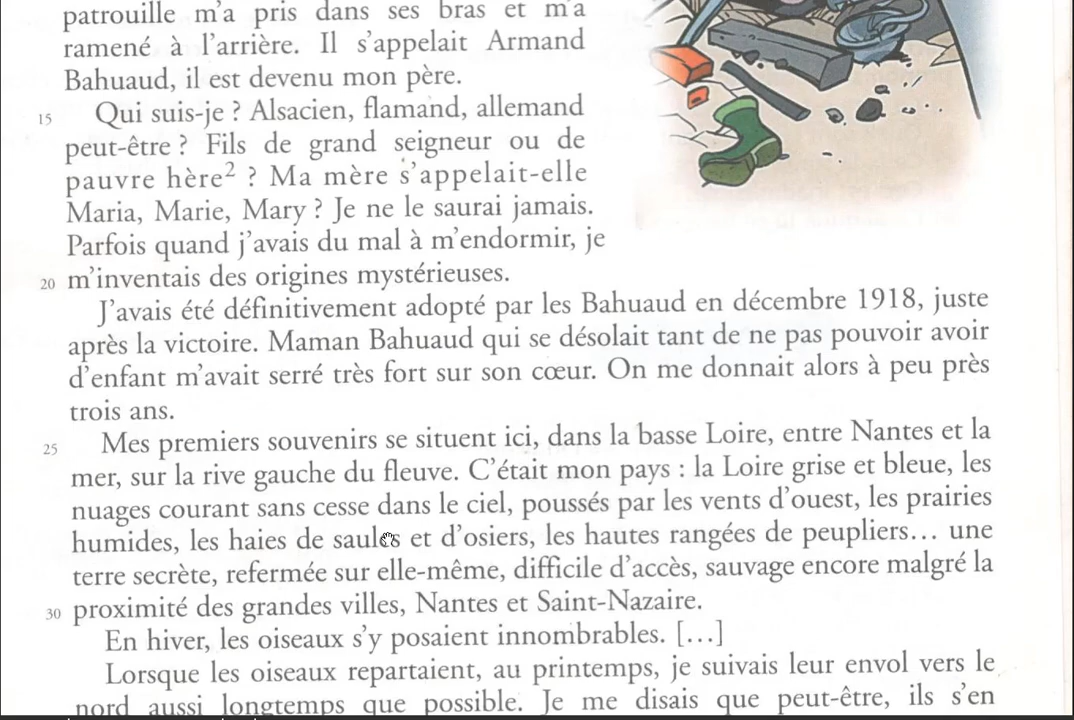 patrouille m'a pris dans ses bras et m'a
ramené à l'arrière. Il s'appelait Armand
Bahuaud, il est devenu mon père.
15 Qui suis-je ? Alsacien, flamand, allemand
peut-être ? Fils de grand seigneur ou de
pauvre hère² ? Ma mère s'appelait-elle
Maria, Marie, Mary ? Je ne le saurai jamais.
Parfois quand j'avais du mal à m'endormir, je
20 m'inventais des origines mystérieuses.
J'avais été définitivement adopté par les Bahuaud en décembre 1918, juste
après la victoire. Maman Bahuaud qui se désolait tant de ne pas pouvoir avoir
d'enfant m'avait serré très fort sur son cœur. On me donnait alors à peu près
trois ans.
25 Mes premiers souvenirs se situent ici, dans la basse Loire, entre Nantes et la
mer, sur la rive gauche du fleuve. C'était mon pays : la Loire grise et bleue, les
nuages courant sans cesse dans le ciel, poussés par les vents d'ouest, les prairies
humides, les haies de saules et d'osiers, les hautes rangées de peupliers… une
terre secrète, refermée sur elle-même, difficile d'accès, sauvage encore malgré la
30 proximité des grandes villes, Nantes et Saint-Nazaire.
En hiver, les oiseaux s'y posaient innombrables. […]
Lorsque les oiseaux repartaient, au printemps, je suivais leur envol vers le
nord aussi longtemps que possible. Je me disais que peut-être, ils s'en